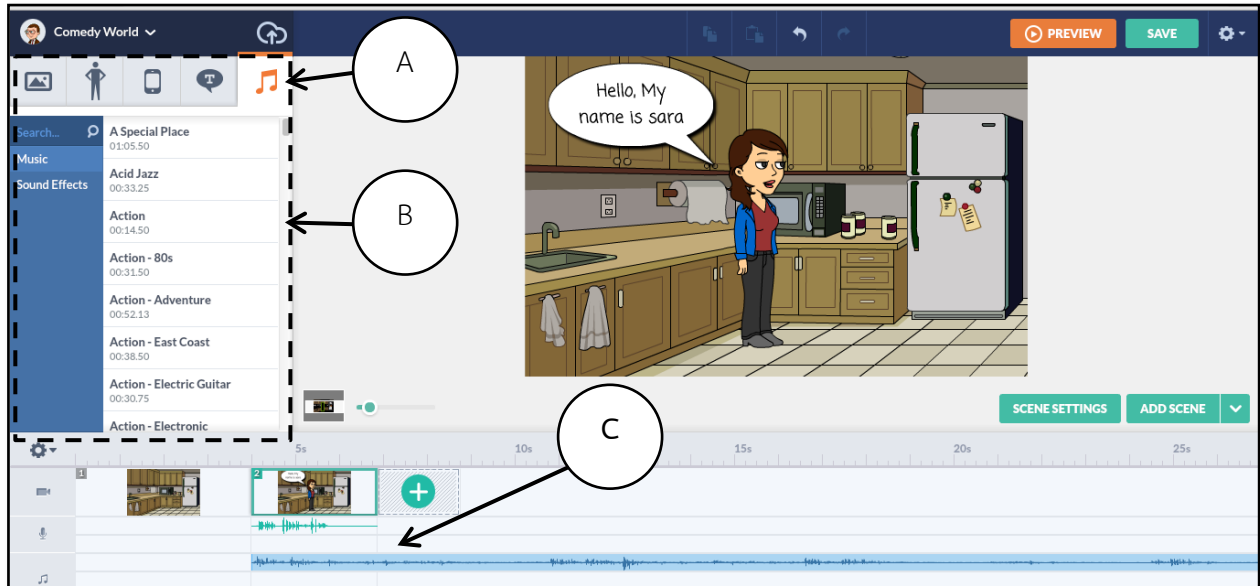 Comedy World
PREVIEW
SAVE
A
T
Search...
Music
Sound Effects
A Special Place
01:05.50
Acid Jazz
00:33.25
Action
00:14.50
Action - 80s
00:31.50
Action - Adventure
00:52.13
Action - East Coast
00:38.50
Action - Electric Guitar
00:30.75
Action - Electronic
B
Hello, My
name is sara
SCENE SETTINGS
ADD SCENE
C
5s
10s
15s
20s
25s
1
2